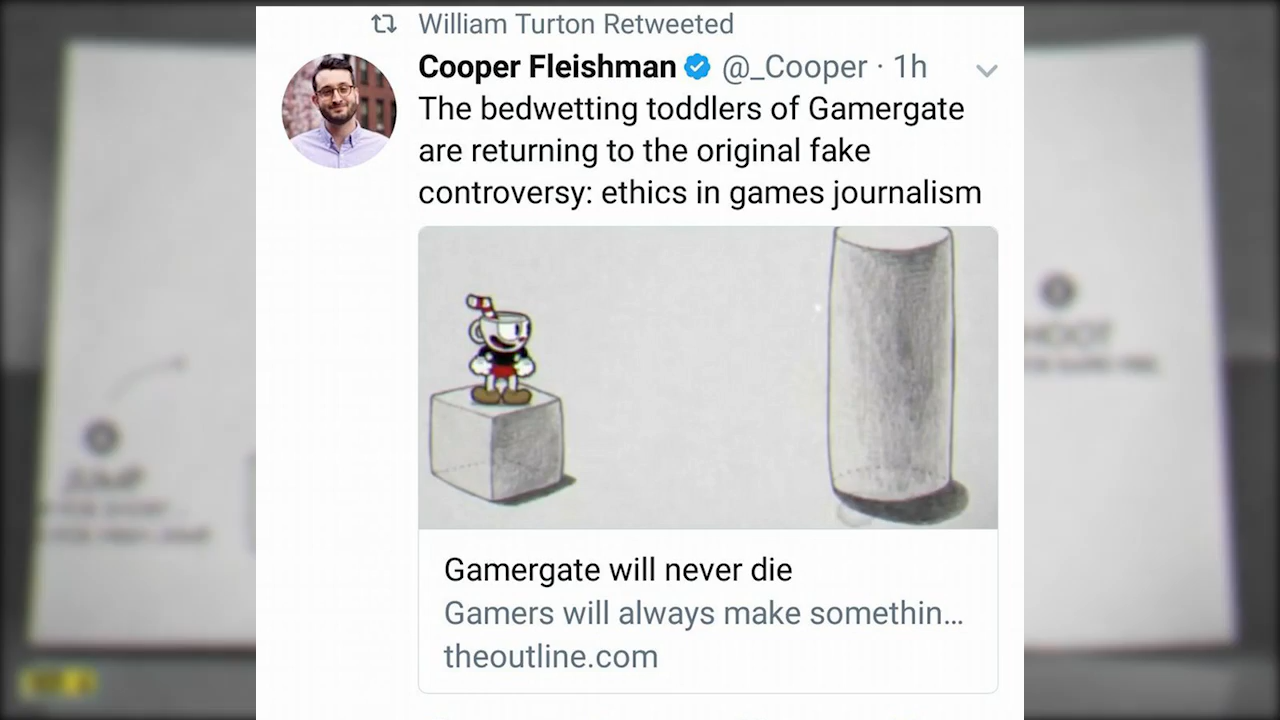 William Turton Retweeted
Cooper Fleishman @_Cooper · 1h
The bedwetting toddlers of Gamergate
are returning to the original fake
controversy: ethics in games journalism
Gamergate will never die
Gamers will always make somethin...
theoutline.com
JUMP